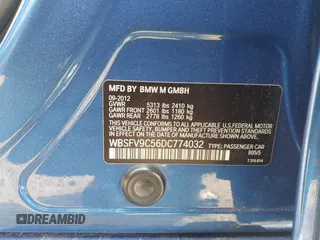 MFD BY BMW M GMBH
09-2012
GVWR 5313 lbs 2410 kg
GAWR FRONT 2601 lbs 1180 kg
GAWR REAR 2778 lbs 1260 kg
THIS VEHICLE CONFORMS TO ALL APPLICABLE
FEDERAL MOTOR VEHICLE SAFETY, BUMPER,
AND THEFT PREVENTION STANDARDS IN EFFECT
ON THE DATE OF MANUFACTURE SHOWN ABOVE.
WBSFV9C56DC774032 TYPE: PASSENGER CAR
DREAMBID